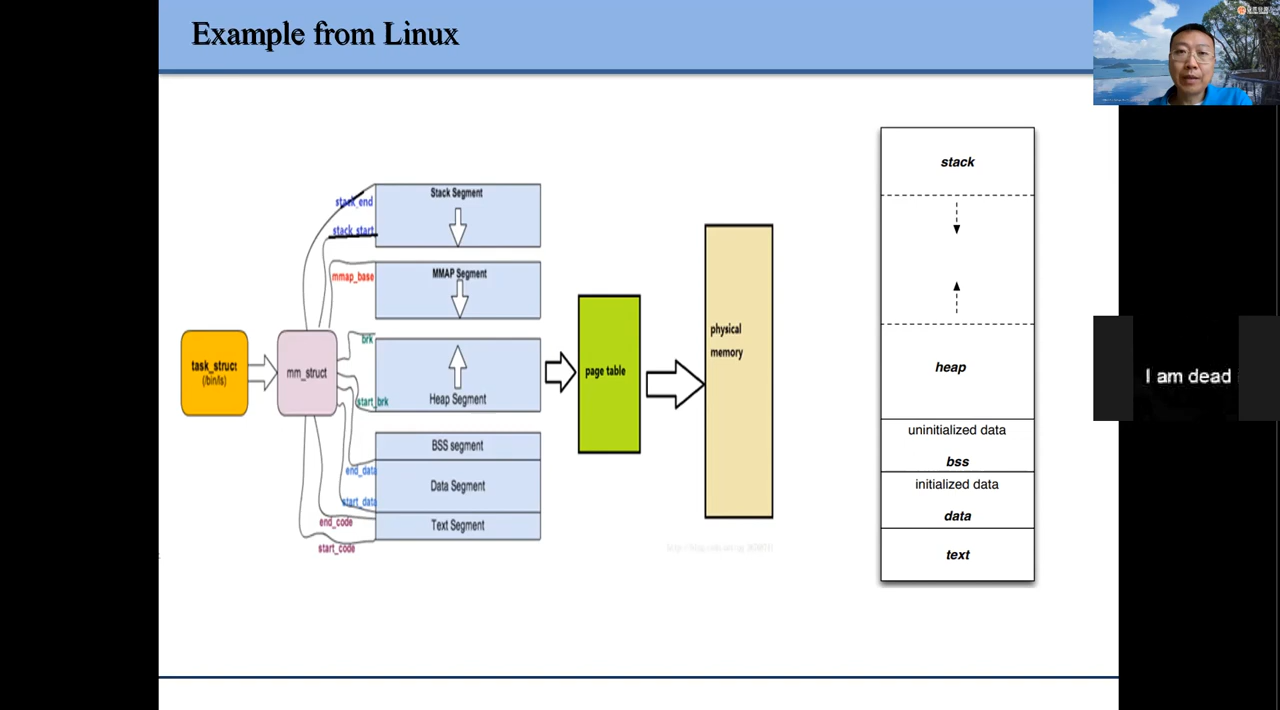 Example from Linux
stack_end
Stack Segment
stack_start
mmap_base
MMAP Segment
brk
start_brk
Heap Segment
task_struct
(/bin/ls)
mm_struct
page table
physical
memory
BSS segment
end_data
Data Segment
start_data
end_code
Text Segment
start_code
stack
heap
uninitialized data
bss
initialized data
data
text
I am dead